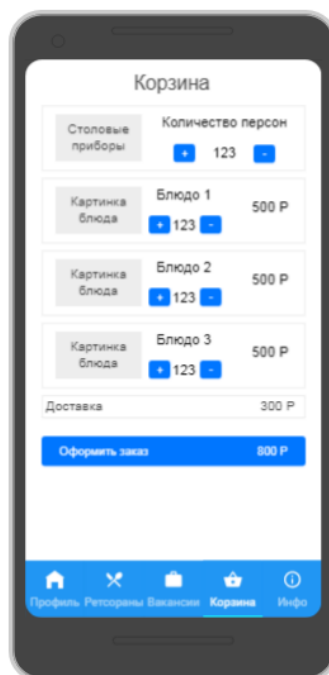 Корзина
Столовые приборы
Количество персон
+ 123 -
Картинка блюда
Блюдо 1
+ 123 -
500 Р
Картинка блюда
Блюдо 2
+ 123 -
500 Р
Картинка блюда
Блюдо 3
+ 123 -
500 Р
Доставка 300 Р
Оформить заказ 800 Р
Профиль Ретсораны Вакансии Корзина Инфо